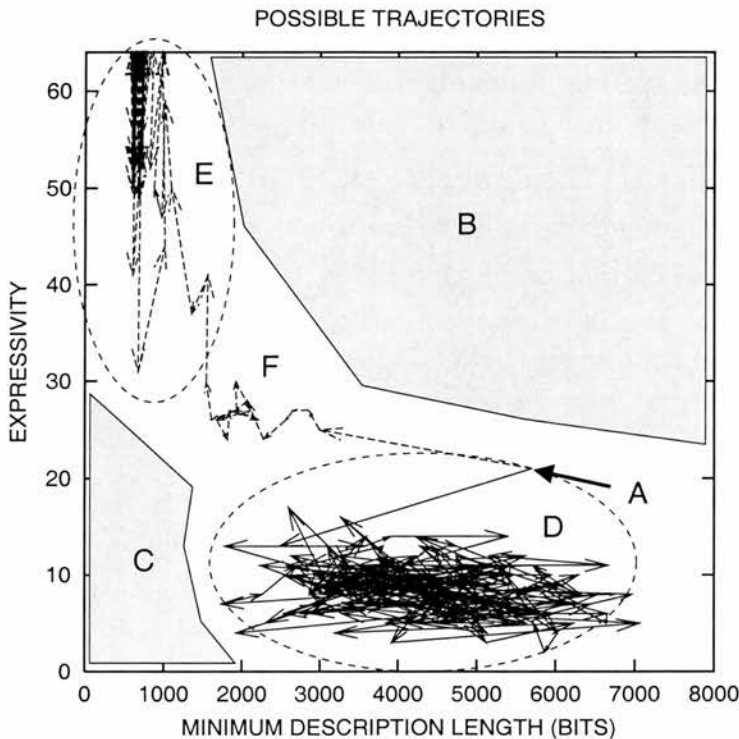 POSSIBLE TRAJECTORIES
EXPRESSIVITY
60
50
40
30
20
10
0
E
B
F
A
D
C
0 1000 2000 3000 4000 5000 6000 7000 8000
MINIMUM DESCRIPTION LENGTH (BITS)